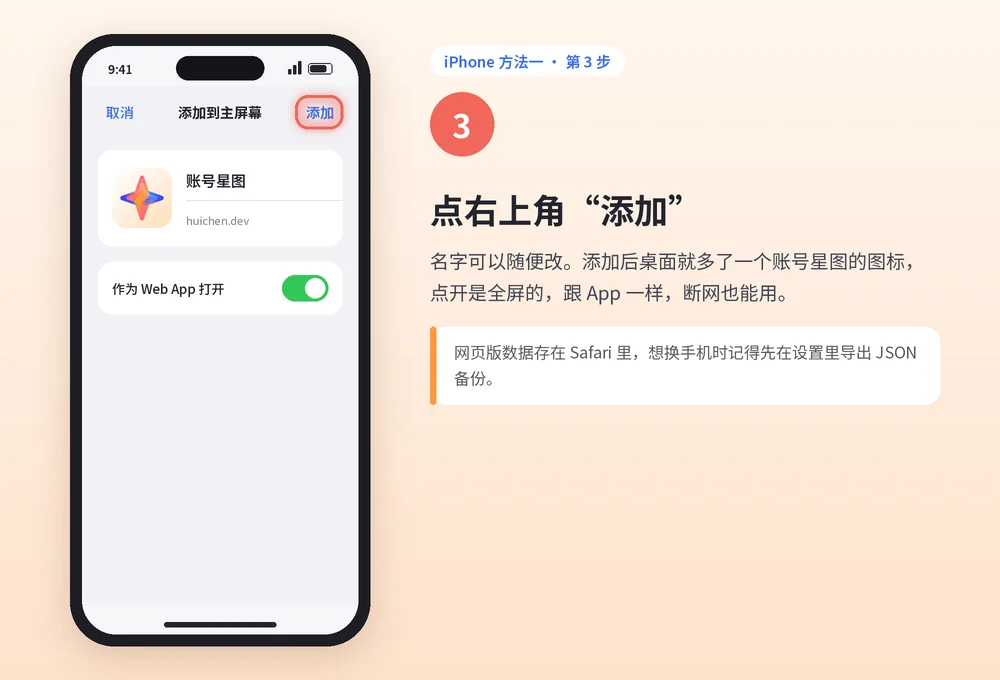 9:41
取消
添加到主屏幕
添加
账号星图
huichen.dev
作为 Web App 打开
iPhone 方法一 · 第 3 步
3
点右上角“添加”
名字可以随便改。添加后桌面就多了一个账号星图的图标，
点开是全屏的，跟 App 一样，断网也能用。
网页版数据存在 Safari 里，想换手机时记得先在设置里导出 JSON
备份。